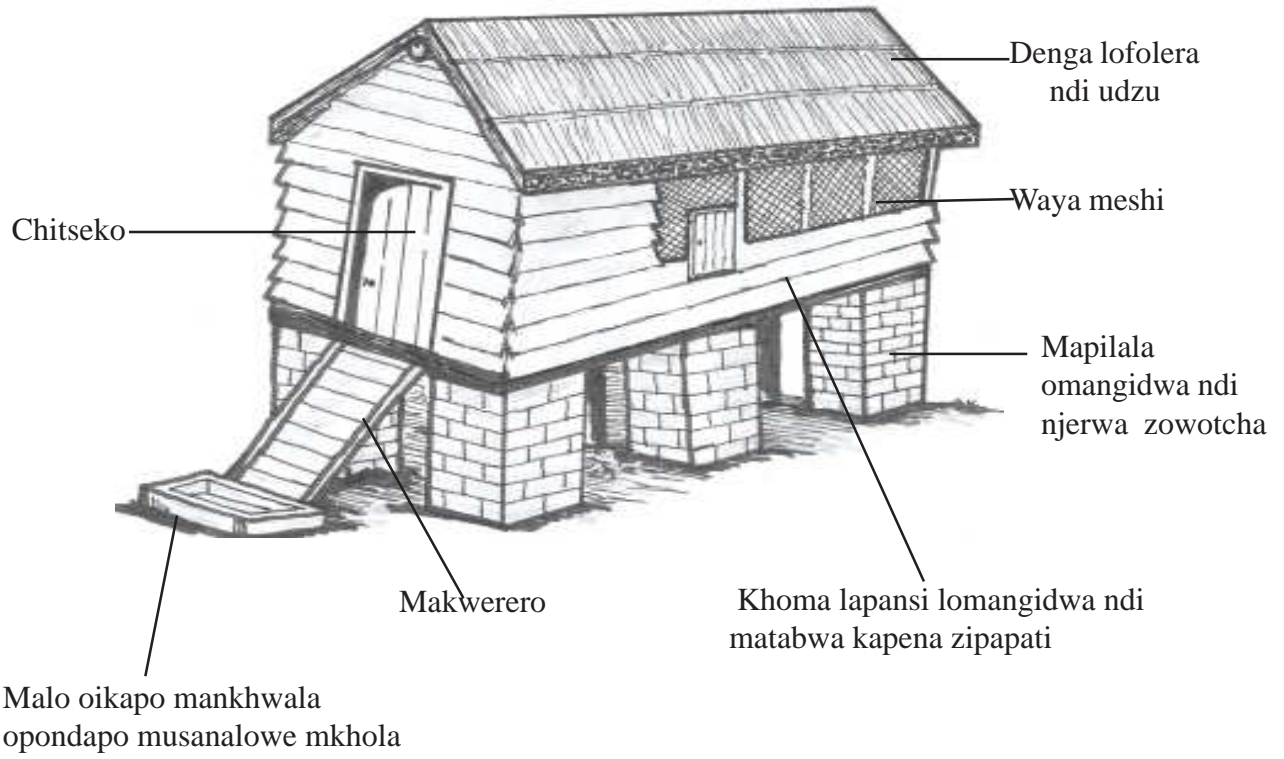 Denga lofolera
ndi udzu
Waya meshi
Chitseko
Mapilala
omangidwa ndi
njerwa zowotcha
Makwerero
Khoma lapansi lomangidwa ndi
matabwa kapena zipapati
Malo oikapo mankhwala
opondapo musanalowe mkhola